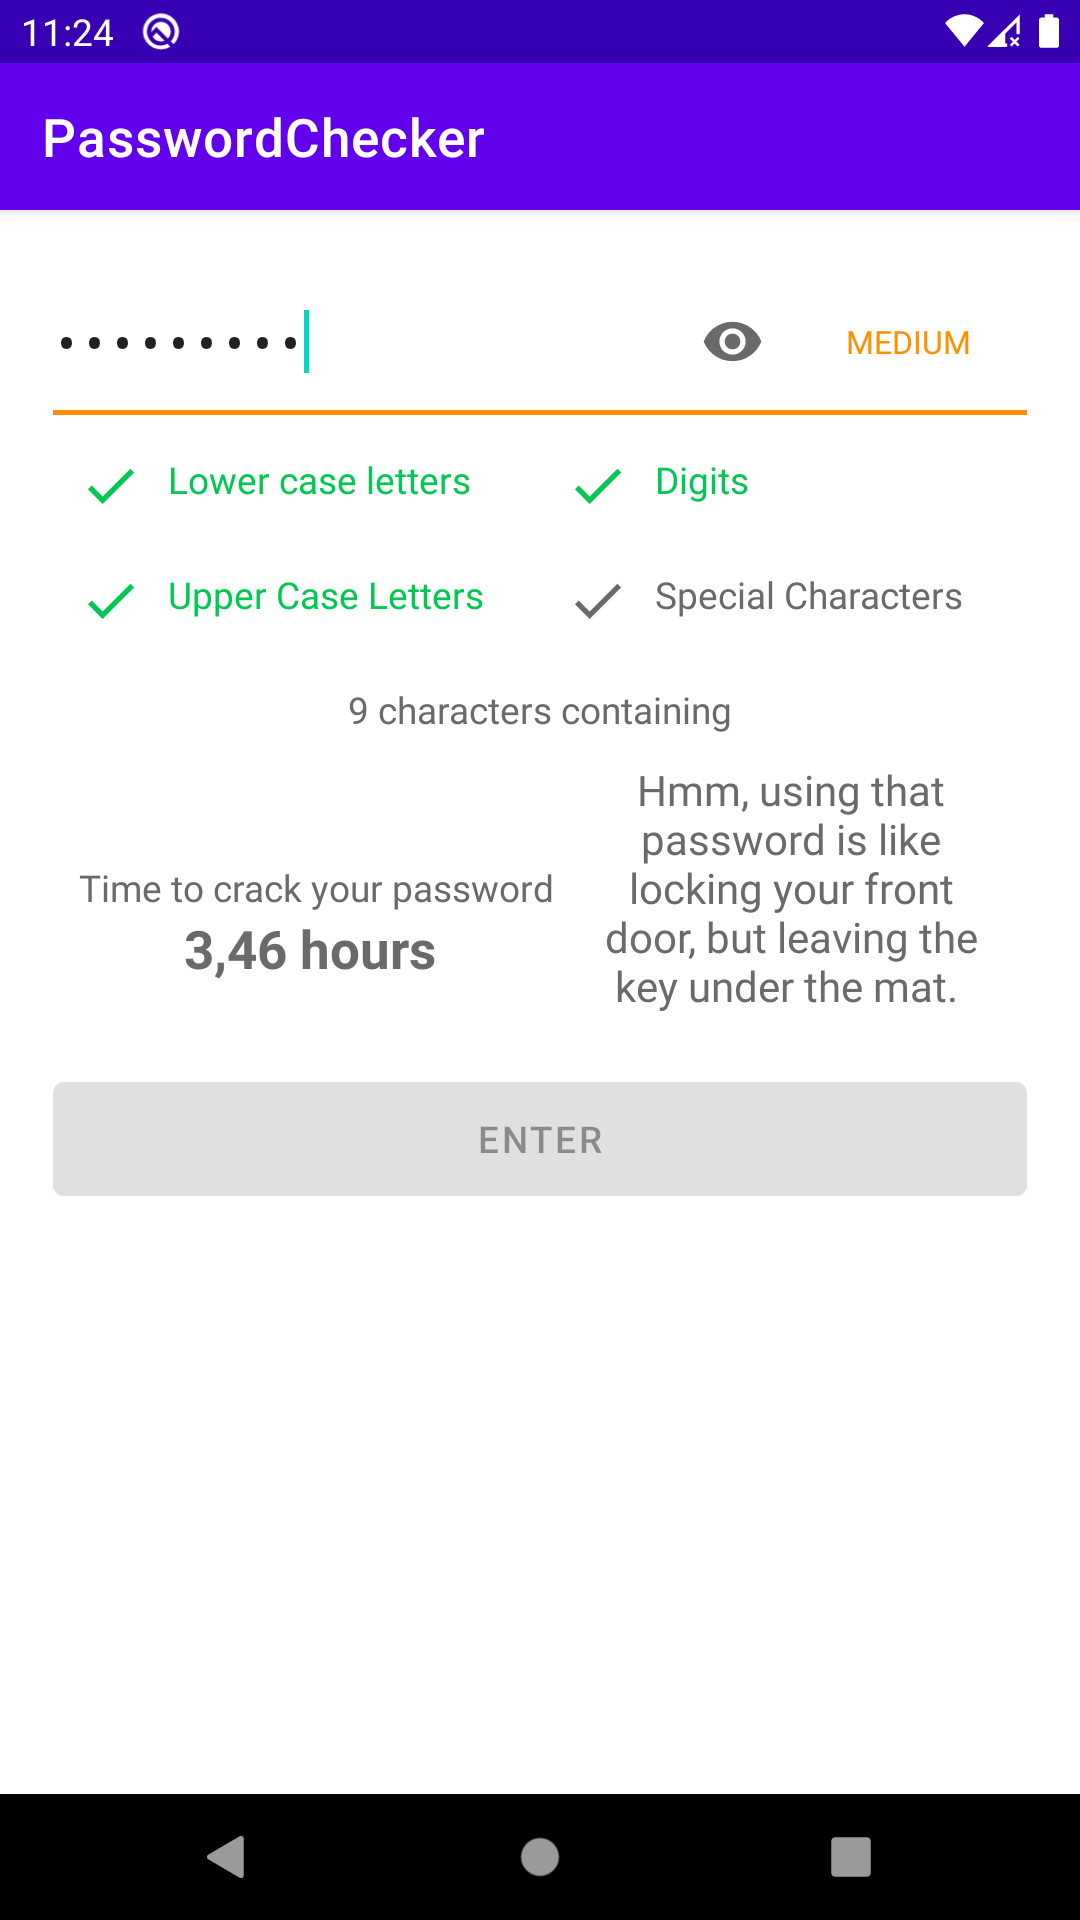 11:24
PasswordChecker
•••••••••
MEDIUM
Lower case letters
Digits
Upper Case Letters
Special Characters
9 characters containing
Time to crack your password
3,46 hours
Hmm, using that
password is like
locking your front
door, but leaving the
key under the mat.
ENTER